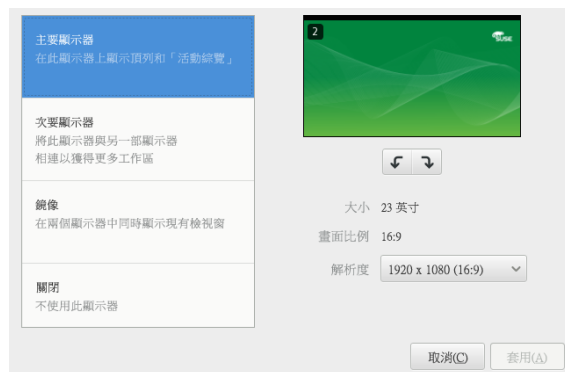 主要顯示器
在此顯示器上顯示頂列和「活動綜覽」
次要顯示器
將此顯示器與另一部顯示器
相連以獲得更多工作區
鏡像
在兩個顯示器中同時顯示現有檢視窗
關閉
不使用此顯示器
2
SUSE
大小 23 英寸
畫面比例 16:9
解析度 1920 x 1080 (16:9)
取消(C) 套用(A)